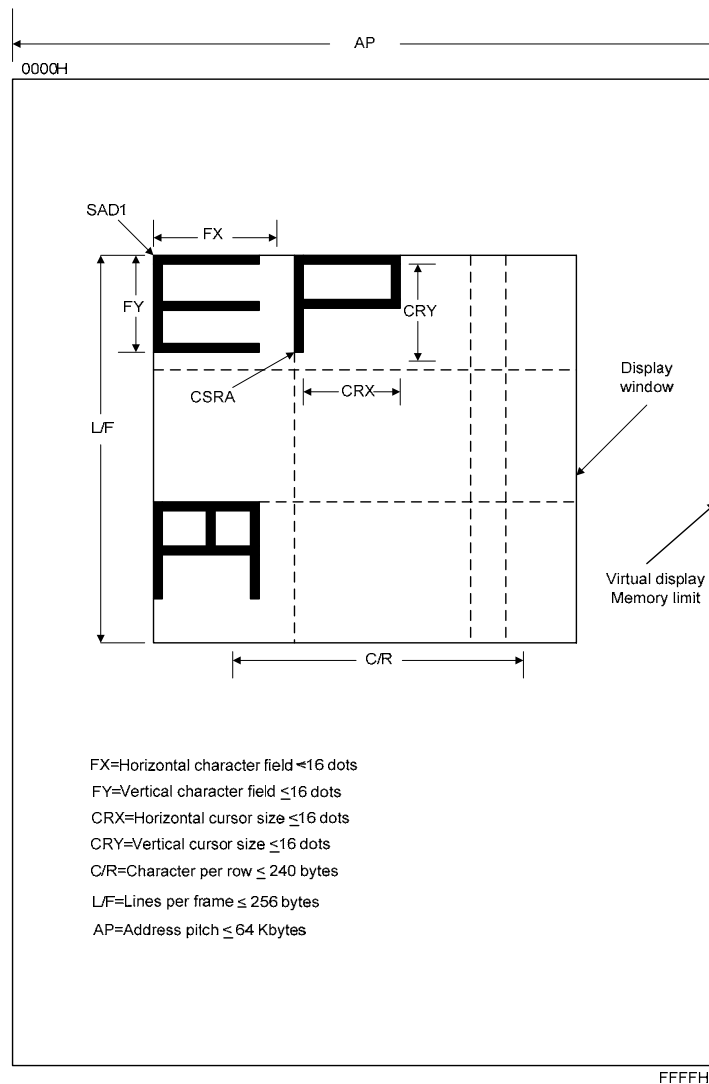 AP
0000H
SAD1
FX
FY
CRY
CSRA
CRX
Display
window
L/F
Virtual display
Memory limit
C/R
FX=Horizontal character field ≤16 dots
FY=Vertical character field ≤16 dots
CRX=Horizontal cursor size ≤16 dots
CRY=Vertical cursor size ≤16 dots
C/R=Character per row ≤ 240 bytes
L/F=Lines per frame ≤ 256 bytes
AP=Address pitch ≤ 64 Kbytes
FFFFH